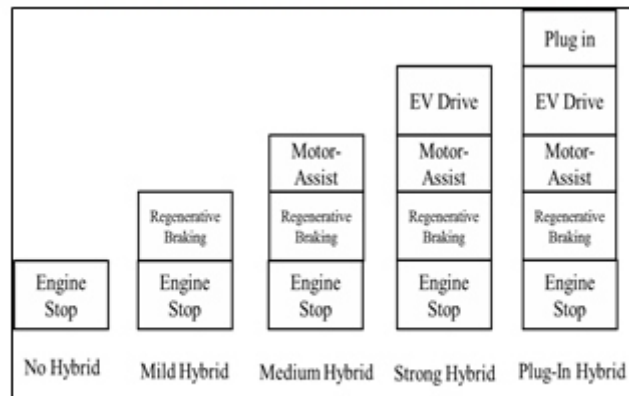 Plug in
EV Drive
EV Drive
Motor-
Assist
Motor-
Assist
Motor-
Assist
Regenerative
Braking
Regenerative
Braking
Regenerative
Braking
Regenerative
Braking
Engine
Stop
Engine
Stop
Engine
Stop
Engine
Stop
Engine
Stop
No Hybrid
Mild Hybrid
Medium Hybrid
Strong Hybrid
Plug-In Hybrid